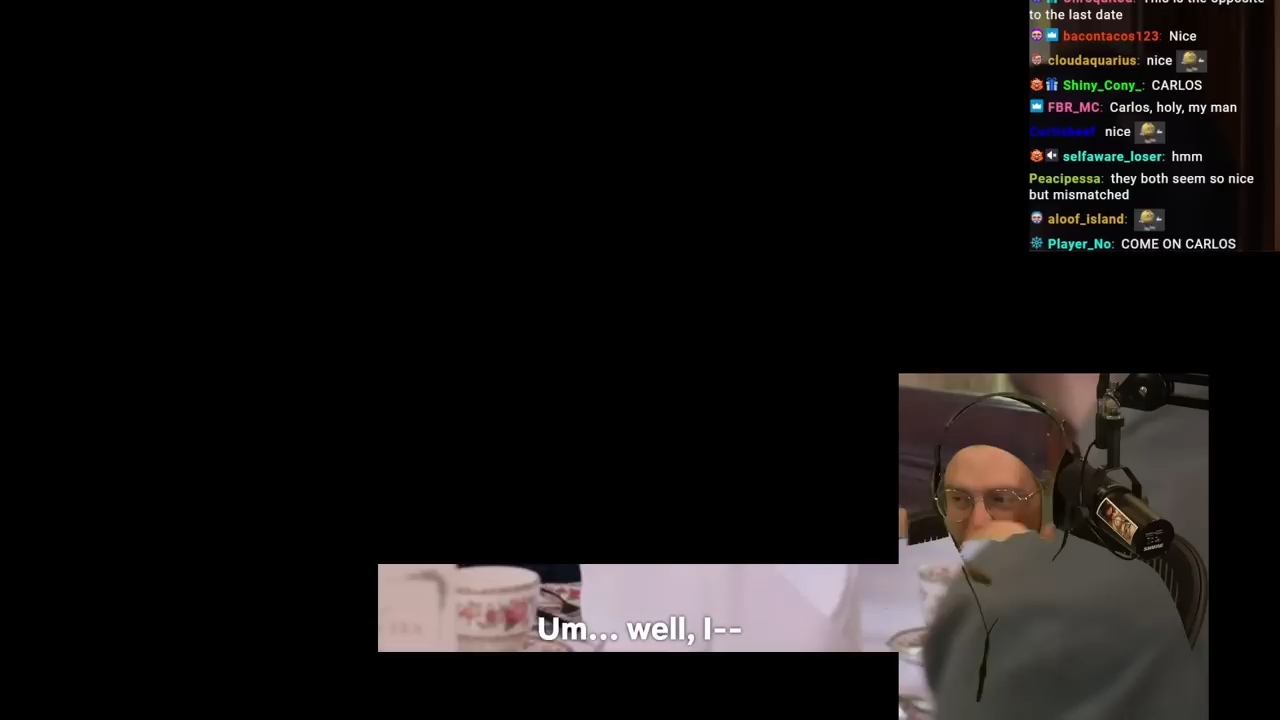 to the last date
bacontacos123: Nice
cloudaquarius: nice
Shiny_Cony_: CARLOS
FBR_MC: Carlos, holy, my man
nice
selfaware_loser: hmm
Peacipessa: they both seem so nice
but mismatched
aloof_island:
Player_No: COME ON CARLOS
Um... well, I--